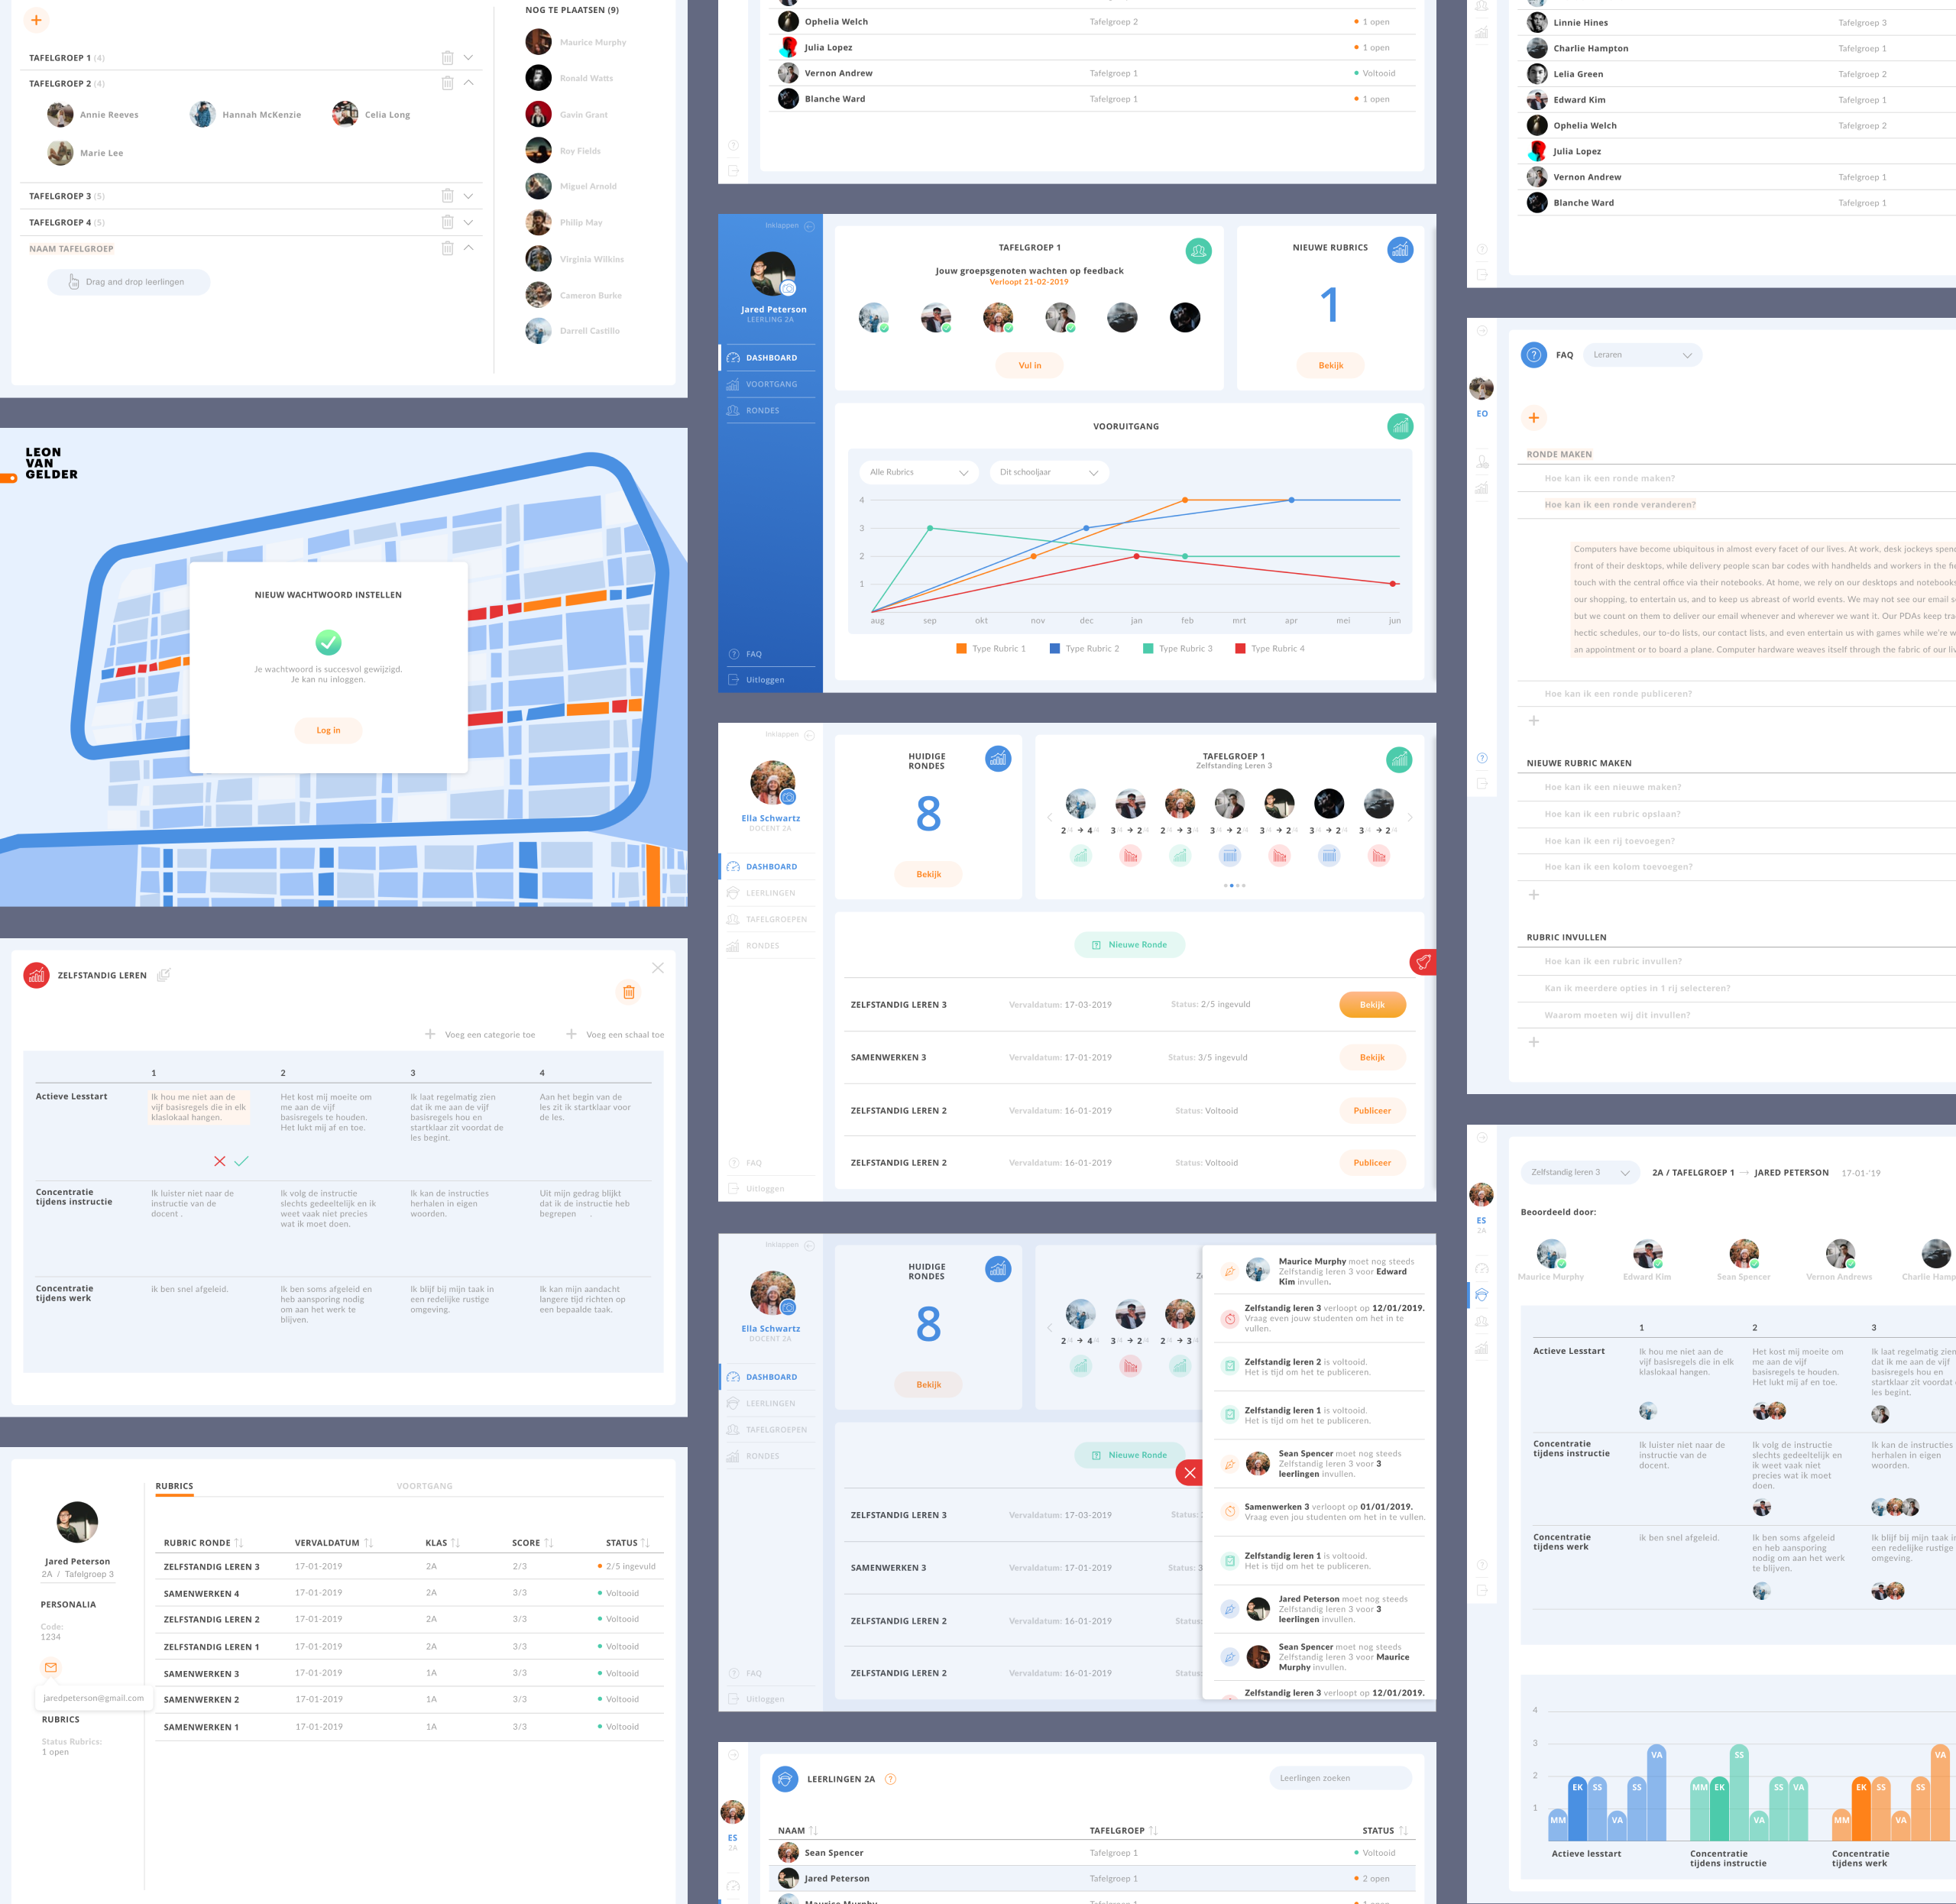 NOG TE PLAATSEN (9)
TAFELGROEP 1 (4)
TAFELGROEP 2 (4)
Annie Reeves
Hannah McKenzie
Celia Long
Marie Lee
TAFELGROEP 3 (5)
TAFELGROEP 4 (5)
NAAM TAFELGROEP
Drag and drop leerlingen
Maurice Murphy
Ronald Watts
Gavin Grant
Roy Fields
Miguel Arnold
Philip May
Virginia Wilkins
Cameron Burke
Darrell Castillo
LEON
VAN
GELDER
NIEUW WACHTWOORD INSTELLEN
Je wachtwoord is succesvol gewijzigd.
Je kan nu inloggen.
Log in
ZELFSTANDIG LEREN
Voeg een categorie toe
Voeg een schaal toe
1 2 3 4
Actieve Lesstart
Ik hou me niet aan de
vijf basisregels die in elk
klaslokaal hangen.
Het kost mij moeite om
me aan de vijf
basisregels te houden.
Het lukt mij af en toe.
Ik laat regelmatig zien
dat ik me aan de vijf
basisregels hou en
startklaar zit voordat de
les begint.
Aan het begin van de
les zit ik startklaar voor
de les.
Concentratie
tijdens instructie
Ik luister niet naar de
instructie van de
docent .
Ik volg de instructie
slechts gedeeltelijk en ik
weet vaak niet precies
wat ik moet doen.
Ik kan de instructies
herhalen in eigen
woorden.
Uit mijn gedrag blijkt
dat ik de instructie heb
begrepen .
Concentratie
tijdens werk
ik ben snel afgeleid.
Ik ben soms afgeleid en
heb aansporing nodig
om aan het werk te
blijven.
Ik blijf bij mijn taak in
een redelijke rustige
omgeving.
Ik kan mijn aandacht
langere tijd richten op
een bepaalde taak.
Jared Peterson
2A / Tafelgroep 3
PERSONALIA
Code:
1234
jaredpeterson@gmail.com
RUBRICS
Status Rubrics:
1 open
RUBRICS
VOORTGANG
RUBRIC RONDE VERVALDATUM KLAS SCORE STATUS
ZELFSTANDIG LEREN 3 17-01-2019 2A 2/3 2/5 ingevuld
SAMENWERKEN 4 17-01-2019 2A 3/3 Voltooid
ZELFSTANDIG LEREN 2 17-01-2019 2A 3/3 Voltooid
ZELFSTANDIG LEREN 1 17-01-2019 2A 3/3 Voltooid
SAMENWERKEN 3 17-01-2019 1A 3/3 Voltooid
SAMENWERKEN 2 17-01-2019 1A 3/3 Voltooid
SAMENWERKEN 1 17-01-2019 1A 3/3 Voltooid
Ophelia Welch Tafelgroep 2 1 open
Julia Lopez 1 open
Vernon Andrew Tafelgroep 1 Voltooid
Blanche Ward Tafelgroep 1 1 open
Inklappen
Jared Peterson
LEERLING 2A
DASHBOARD
VOORTGANG
RONDES
FAQ
Uitloggen
TAFELGROEP 1
Jouw groepsgenoten wachten op feedback
Verloopt 21-02-2019
Vul in
NIEUWE RUBRICS
1
Bekijk
VOORUITGANG
Alle Rubrics
Dit schooljaar
4
3
2
1
aug sep okt nov dec jan feb mrt apr mei jun
Type Rubric 1 Type Rubric 2 Type Rubric 3 Type Rubric 4
Inklappen
Ella Schwartz
DOCENT 2A
DASHBOARD
LEERLINGEN
TAFELGROEPEN
RONDES
FAQ
Uitloggen
HUIDIGE
RONDES
8
Bekijk
TAFELGROEP 1
Zelfstanding Leren 3
2/4 → 4/4 3/4 → 2/4 2/4 → 3/4 3/4 → 2/4 3/4 → 2/4 3/4 → 2/4 3/4 → 2/4
Nieuwe Ronde
ZELFSTANDIG LEREN 3 Vervaldatum: 17-03-2019 Status: 2/5 ingevuld Bekijk
SAMENWERKEN 3 Vervaldatum: 17-01-2019 Status: 3/5 ingevuld Bekijk
ZELFSTANDIG LEREN 2 Vervaldatum: 16-01-2019 Status: Voltooid Publiceer
ZELFSTANDIG LEREN 2 Vervaldatum: 16-01-2019 Status: Voltooid Publiceer
Inklappen
Ella Schwartz
DOCENT 2A
DASHBOARD
LEERLINGEN
TAFELGROEPEN
RONDES
FAQ
Uitloggen
HUIDIGE
RONDES
8
Bekijk
2/4 → 4/4 3/4 → 2/4 2/4 → 3
Nieuwe Ronde
ZELFSTANDIG LEREN 3 Vervaldatum: 17-03-2019 Status:
SAMENWERKEN 3 Vervaldatum: 17-01-2019 Status: 3
ZELFSTANDIG LEREN 2 Vervaldatum: 16-01-2019 Status:
ZELFSTANDIG LEREN 2 Vervaldatum: 16-01-2019 Status:
Maurice Murphy moet nog steeds
Zelfstandig leren 3 voor Edward
Kim invullen.
Zelfstandig leren 3 verloopt op 12/01/2019.
Vraag even jouw studenten om het in te
vullen.
Zelfstandig leren 2 is voltooid.
Het is tijd om het te publiceren.
Zelfstandig leren 1 is voltooid.
Het is tijd om het te publiceren.
Sean Spencer moet nog steeds
Zelfstandig leren 3 voor 3
leerlingen invullen.
Samenwerken 3 verloopt op 01/01/2019.
Vraag even jou studenten om het in te vullen.
Zelfstandig leren 1 is voltooid.
Het is tijd om het te publiceren.
Jared Peterson moet nog steeds
Zelfstandig leren 3 voor 3
leerlingen invullen.
Sean Spencer moet nog steeds
Zelfstandig leren 3 voor Maurice
Murphy invullen.
Zelfstandig leren 3 verloopt op 12/01/2019.
ES
2A
LEERLINGEN 2A
Leerlingen zoeken
NAAM TAFELGROEP STATUS
Sean Spencer Tafelgroep 1 Voltooid
Jared Peterson Tafelgroep 1 2 open
Maurice Murphy Tafelgroep 1 1 open
Linnie Hines Tafelgroep 3
Charlie Hampton Tafelgroep 1
Lelia Green Tafelgroep 2
Edward Kim Tafelgroep 1
Ophelia Welch Tafelgroep 2
Julia Lopez
Vernon Andrew Tafelgroep 1
Blanche Ward Tafelgroep 1
EO
FAQ
Leraren
RONDE MAKEN
Hoe kan ik een ronde maken?
Hoe kan ik een ronde veranderen?
Computers have become ubiquitous in almost every facet of our lives. At work, desk jockeys spend
front of their desktops, while delivery people scan bar codes with handhelds and workers in the fie
touch with the central office via their notebooks. At home, we rely on our desktops and notebooks
our shopping, to entertain us, and to keep us abreast of world events. We may not see our email s
but we count on them to deliver our email whenever and wherever we want it. Our PDAs keep tra
hectic schedules, our to-do lists, our contact lists, and even entertain us with games while we're w
an appointment or to board a plane. Computer hardware weaves itself through the fabric of our liv
Hoe kan ik een ronde publiceren?
NIEUWE RUBRIC MAKEN
Hoe kan ik een nieuwe maken?
Hoe kan ik een rubric opslaan?
Hoe kan ik een rij toevoegen?
Hoe kan ik een kolom toevoegen?
RUBRIC INVULLEN
Hoe kan ik een rubric invullen?
Kan ik meerdere opties in 1 rij selecteren?
Waarom moeten wij dit invullen?
ES
2A
Zelfstandig leren 3
2A / TAFELGROEP 1 → JARED PETERSON 17-01-'19
Beoordeeld door:
Maurice Murphy Edward Kim Sean Spencer Vernon Andrews Charlie Hamp
1 2 3
Actieve Lesstart
Ik hou me niet aan de
vijf basisregels die in elk
klaslokaal hangen.
Het kost mij moeite om
me aan de vijf
basisregels te houden.
Het lukt mij af en toe.
Ik laat regelmatig zien
dat ik me aan de vijf
basisregels hou en
startklaar zit voordat
les begint.
Concentratie
tijdens instructie
Ik luister niet naar de
instructie van de
docent.
Ik volg de instructie
slechts gedeeltelijk en
ik weet vaak niet
precies wat ik moet
doen.
Ik kan de instructies
herhalen in eigen
woorden.
Concentratie
tijdens werk
ik ben snel afgeleid.
Ik ben soms afgeleid
en heb aansporing
nodig om aan het werk
te blijven.
Ik blijf bij mijn taak in
een redelijke rustige
omgeving.
4
3
2
1
MM EK SS VA SS VA
MM EK SS VA SS VA
MM EK SS VA SS VA
Actieve lesstart
Concentratie
tijdens instructie
Concentratie
tijdens werk